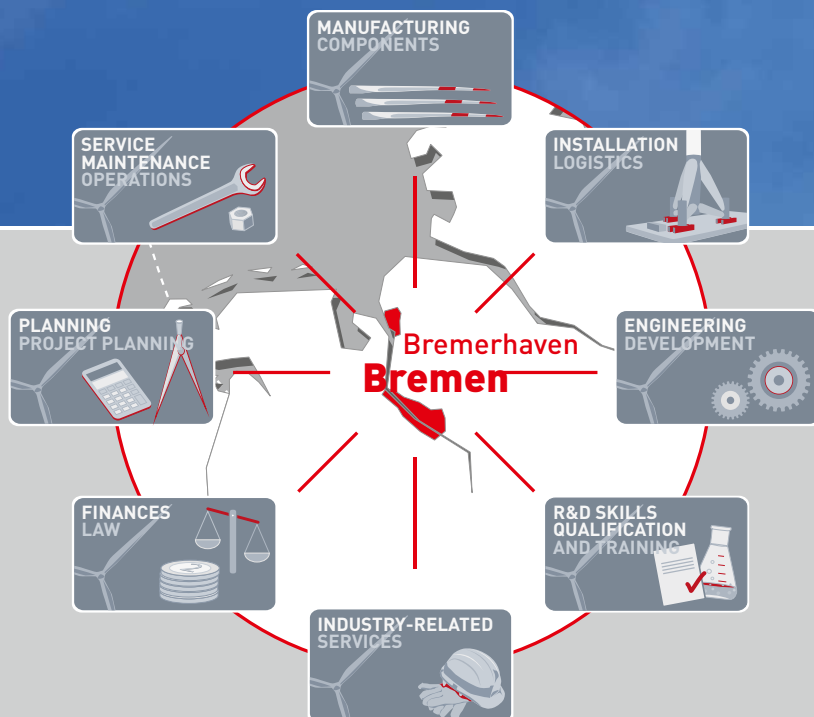 MANUFACTURING
COMPONENTS
SERVICE
MAINTENANCE
OPERATIONS
INSTALLATION
LOGISTICS
PLANNING
PROJECT PLANNING
Bremerhaven
Bremen
ENGINEERING
DEVELOPMENT
FINANCES
LAW
R&D SKILLS
QUALIFICATION
AND TRAINING
INDUSTRY-RELATED
SERVICES